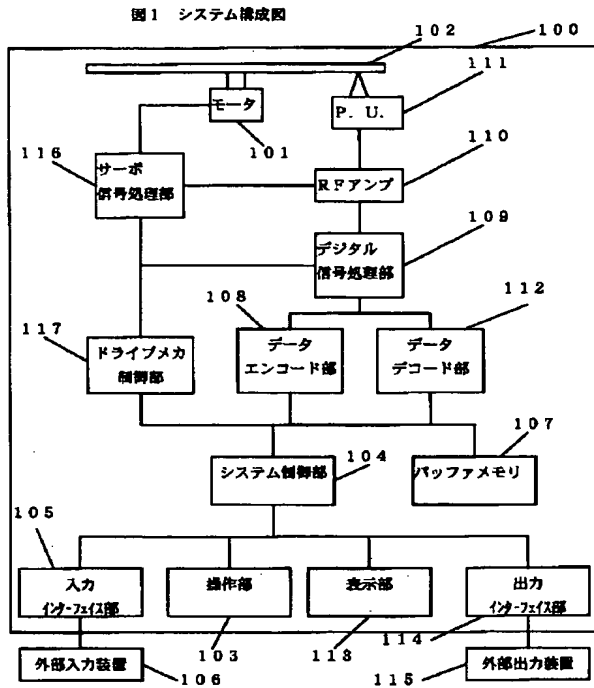 図1 システム構成図
102
100
モータ
P. U.
111
101
116
サーボ
信号処理部
RFアンプ
110
デジタル
信号処理部
109
108
112
117
ドライブメカ
制御部
データ
エンコード部
データ
デコード部
107
システム制御部
104
バッファメモリ
105
入力
インターフェイス部
操作部
表示部
出力
インターフェイス部
114
外部入力装置
106
103
118
115
外部出力装置